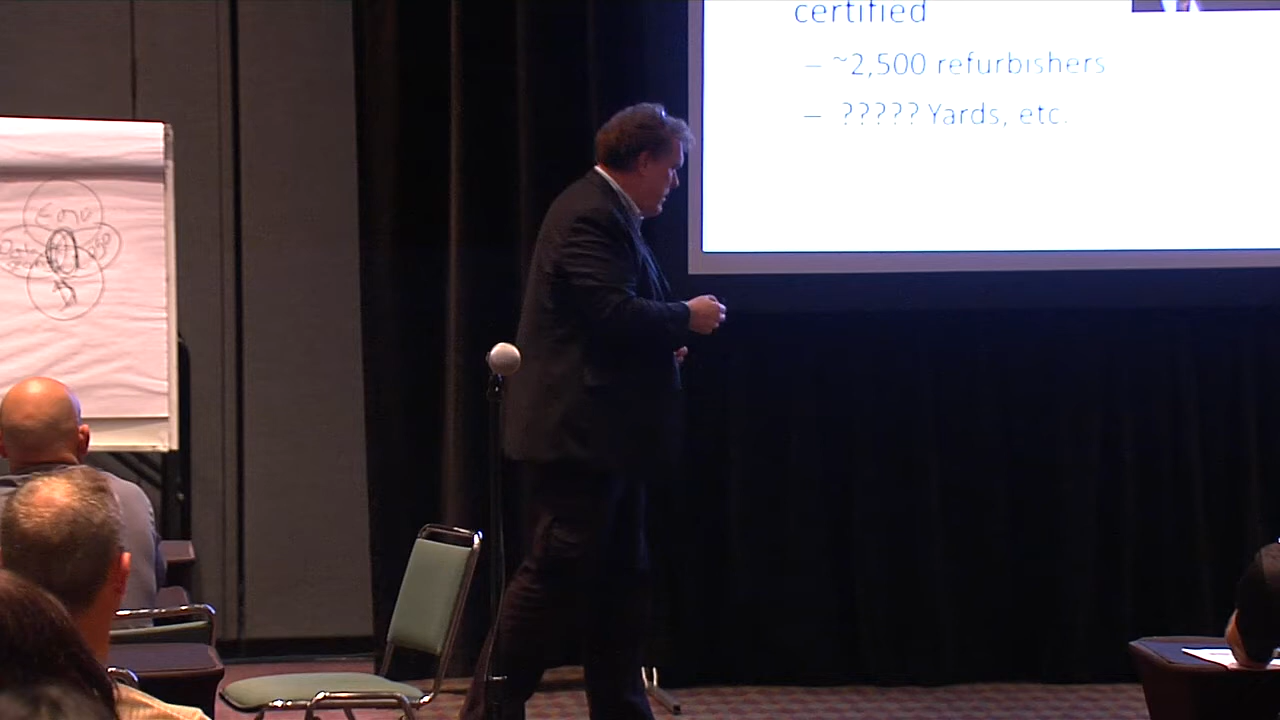 certified
– ~2,500 refurbishers
– ????? Yards, etc.